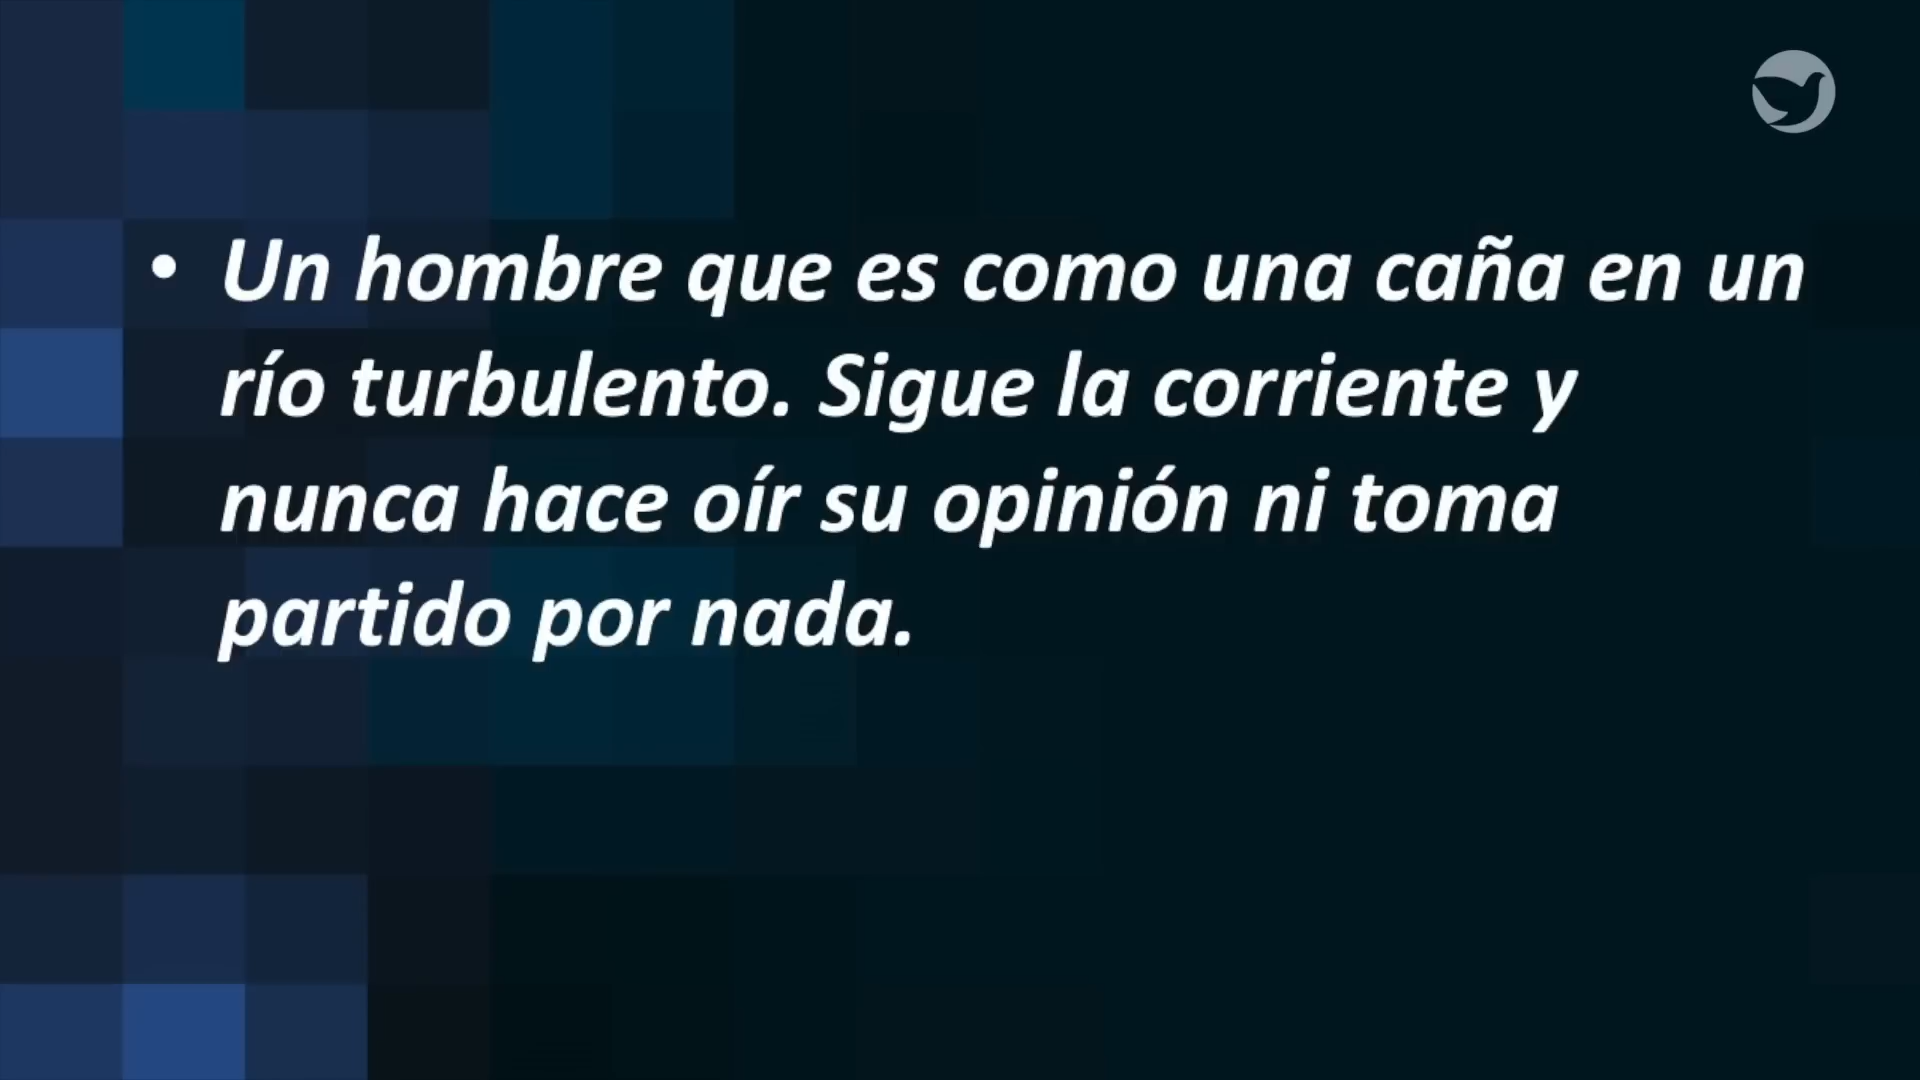 • Un hombre que es como una caña en un
río turbulento. Sigue la corriente y
nunca hace oír su opinión ni toma
partido por nada.